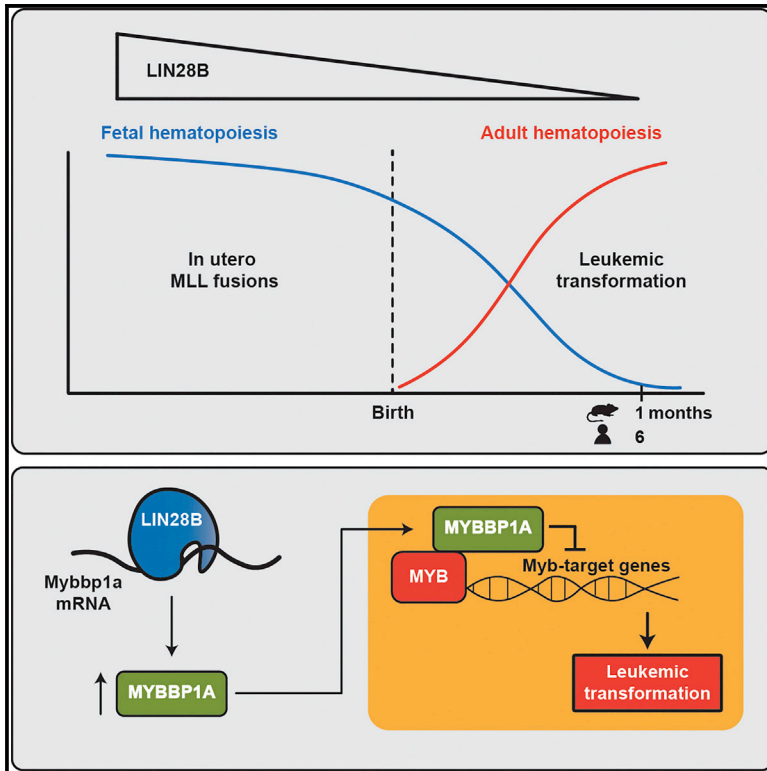 LIN28B
Fetal hematopoiesis
Adult hematopoiesis
In utero
MLL fusions
Leukemic
transformation
Birth
1 months
6
LIN28B
Mybbp1a
mRNA
MYBBP1A
MYBBP1A
MYB
Myb-target genes
Leukemic
transformation